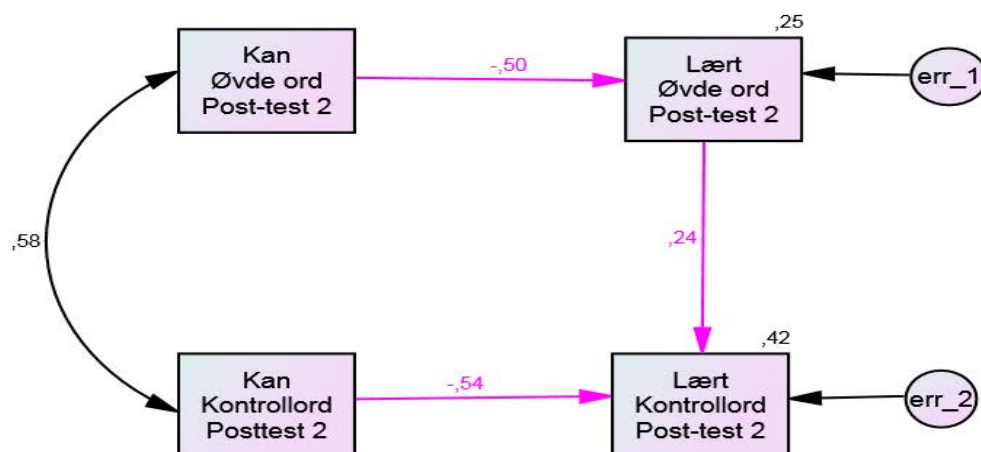 Kan
Øvde ord
Post-test 2
-,50
,25
Lært
Øvde ord
Post-test 2
err_1
,58
,24
Kan
Kontrollord
Posttest 2
-,54
,42
Lært
Kontrollord
Post-test 2
err_2